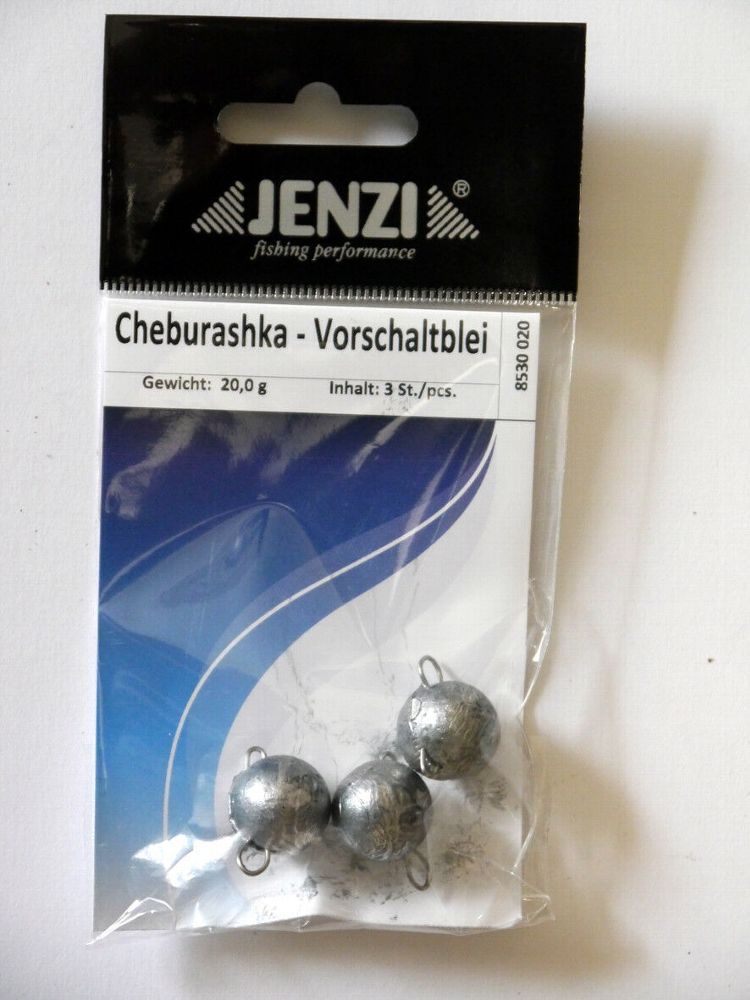 JENZI®
fishing performance
Cheburashka - Vorschaltblei
Gewicht: 20,0 g Inhalt: 3 St./pcs.
8530 020